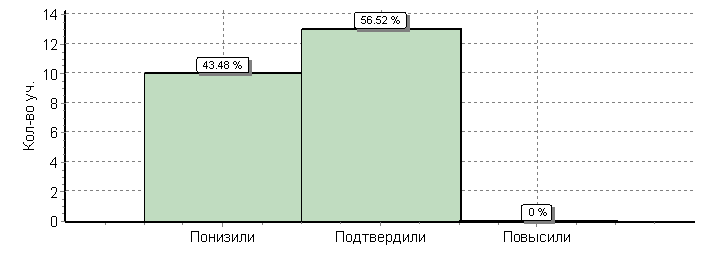 14
12
10
8
6
4
2
0
Кол-во уч.
43.48 %
56.52 %
0 %
Понизили
Подтвердили
Повысили